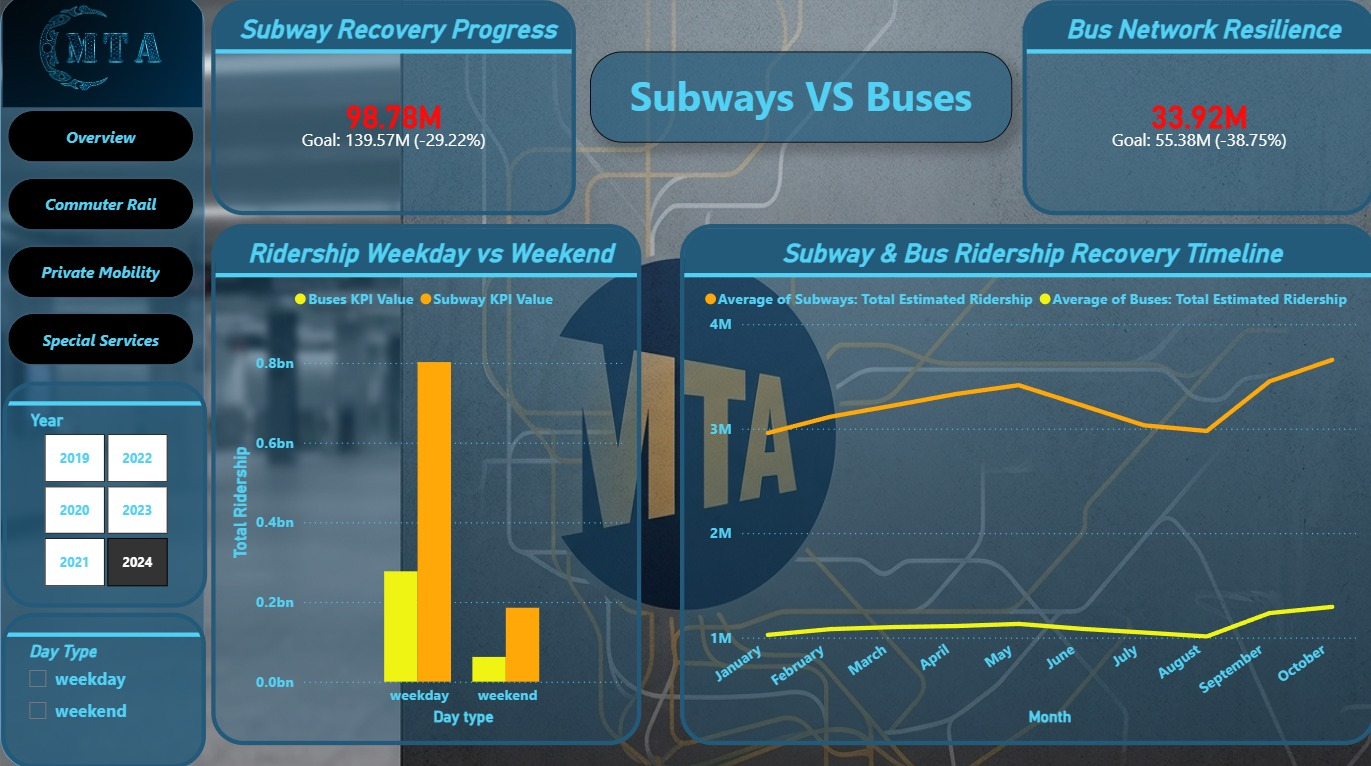 MTA
Overview
Commuter Rail
Private Mobility
Special Services
Year
2019
2022
2020
2023
2021
2024
Day Type
weekday
weekend
Subway Recovery Progress
98.78M
Goal: 139.57M (-29.22%)
Subways VS Buses
Bus Network Resilience
33.92M
Goal: 55.38M (-38.75%)
Ridership Weekday vs Weekend
Buses KPI Value
Subway KPI Value
Total Ridership
0.8bn
0.6bn
0.4bn
0.2bn
0.0bn
weekday
weekend
Day type
MTA
Subway & Bus Ridership Recovery Timeline
Average of Subways: Total Estimated Ridership
Average of Buses: Total Estimated Ridership
4M
3M
2M
1M
January
February
March
April
May
June
July
August
September
October
Month